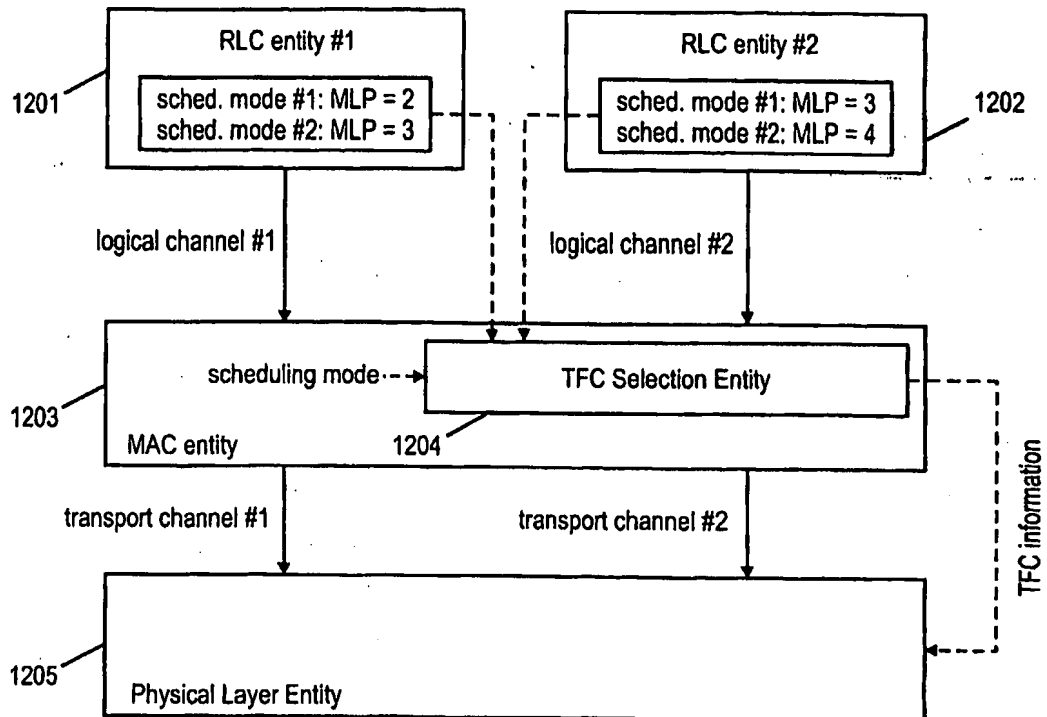 RLC entity #1
RLC entity #2
1201
sched. mode #1: MLP = 2
sched. mode #2: MLP = 3
sched. mode #1: MLP = 3
sched. mode #2: MLP = 4
1202
logical channel #1
logical channel #2
scheduling mode
TFC Selection Entity
1203
1204
MAC entity
transport channel #1
transport channel #2
TFC information
1205
Physical Layer Entity